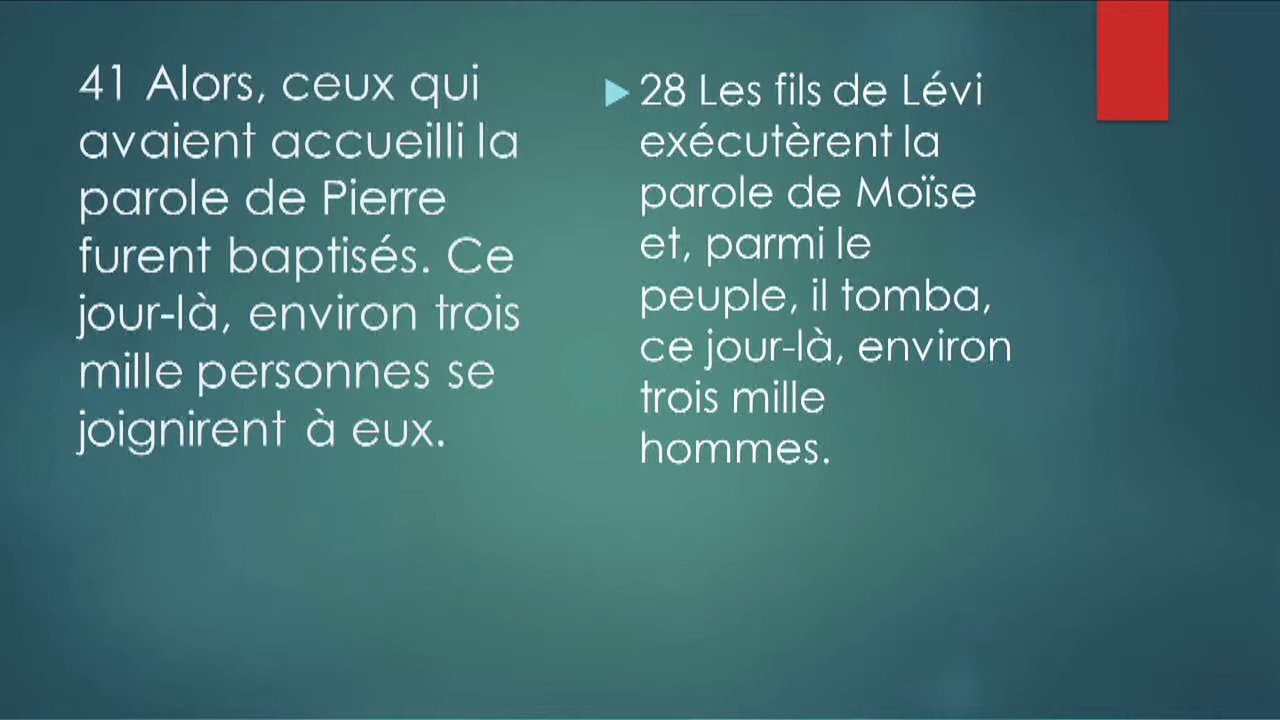 41 Alors, ceux qui
avaient accueilli la
parole de Pierre
furent baptisés. Ce
jour-là, environ trois
mille personnes se
joignirent à eux.
28 Les fils de Lévi
exécutèrent la
parole de Moïse
et, parmi le
peuple, il tomba,
ce jour-là, environ
trois mille
hommes.